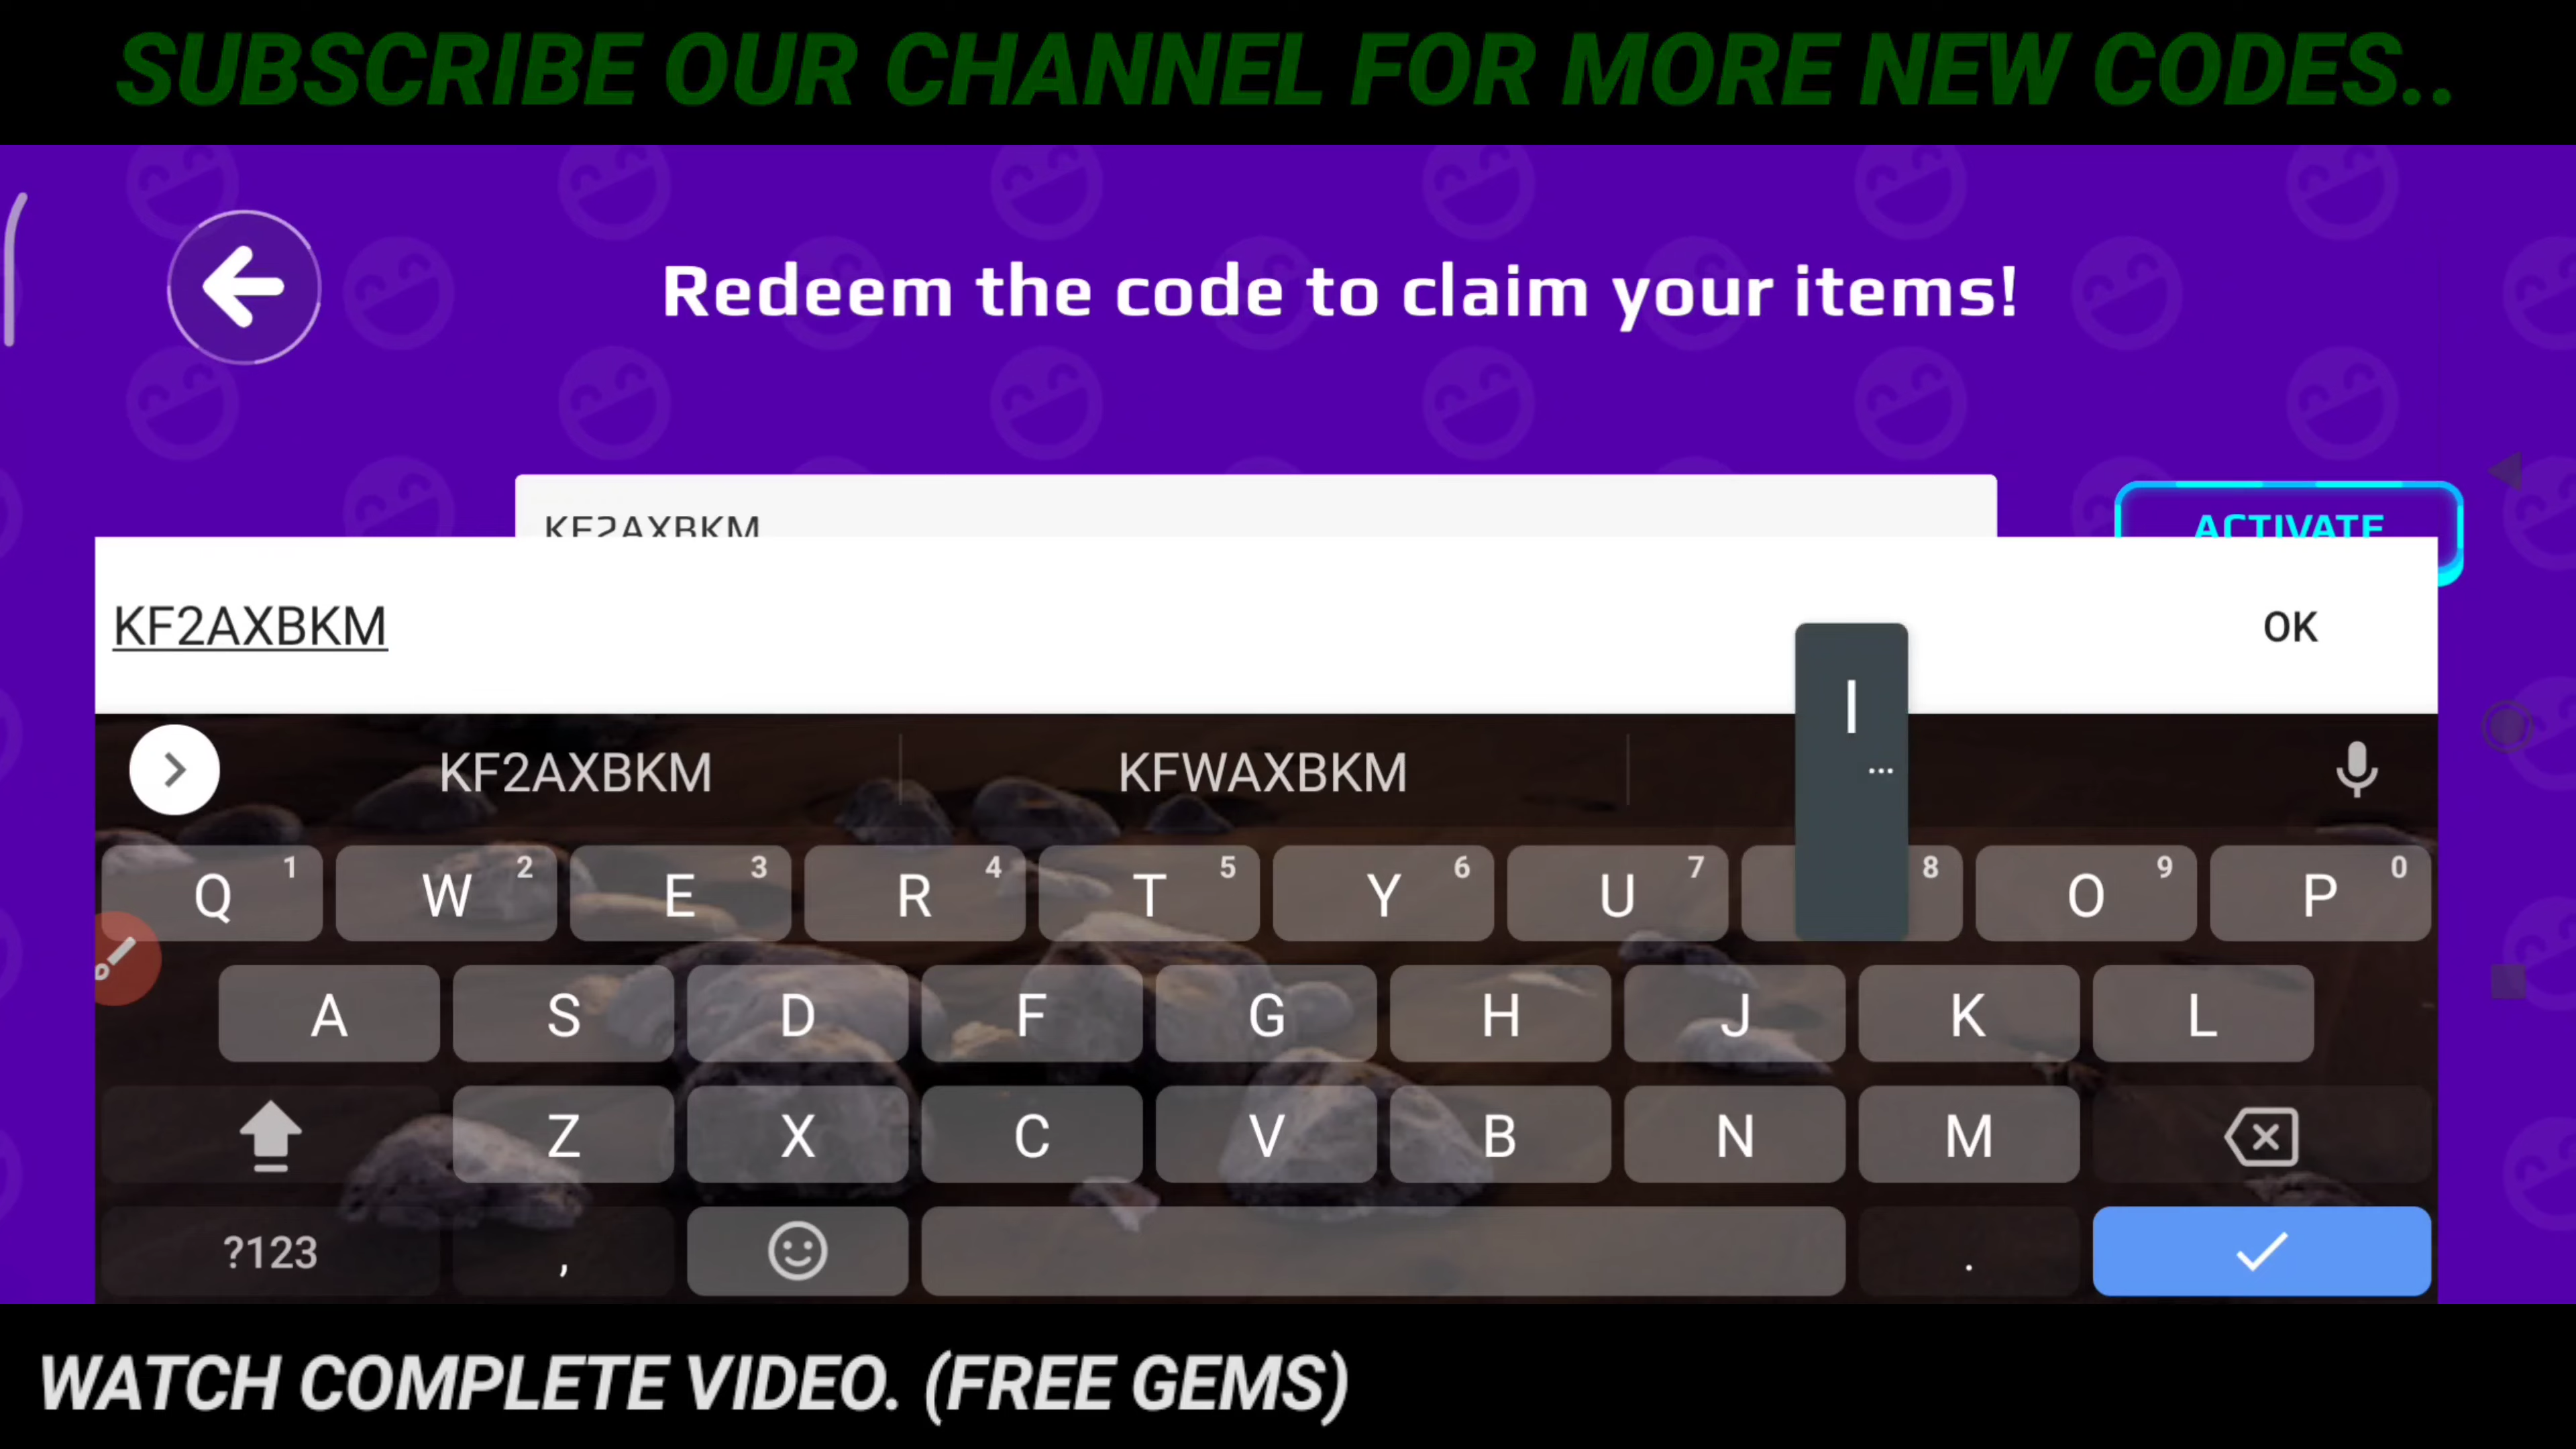 SUBSCRIBE OUR CHANNEL FOR MORE NEW CODES..
Redeem the code to claim your items!
KF2AXBKM
ACTIVATE
KF2AXBKM
OK
I
...
KF2AXBKM KFWAXBKM
Q 1 W 2 E 3 R 4 T 5 Y 6 U 7 8 O 9 P 0
A S D F G H J K L
Z X C V B N M
?123 , .
WATCH COMPLETE VIDEO. (FREE GEMS)